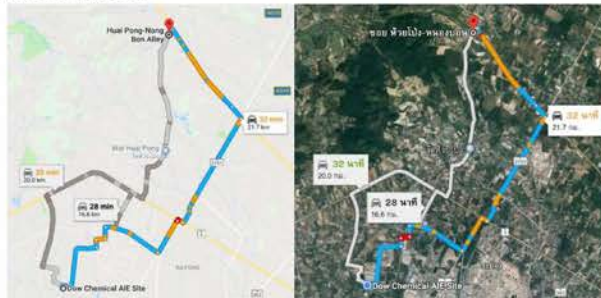 Huai Pong-Nong
Bon Alley
32 min
21.7 km
Wat Huai Pong
20.0 km
28 min
16.6 km
Dow Chemical AIE Site
ซอย ห้วยโป่ง-หนองบอน
32 นาที
21.7 กม.
32 นาที
20.0 กม.
28 นาที
16.6 กม.
Dow Chemical AIE Site